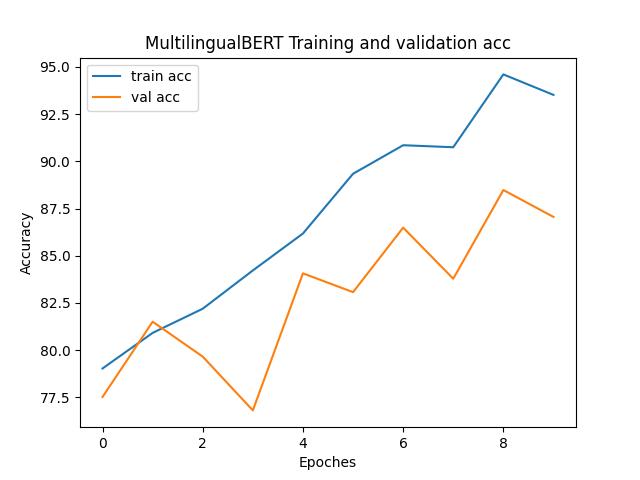 MultilingualBERT Training and validation acc
train acc
val acc
95.0
92.5
90.0
87.5
85.0
82.5
80.0
77.5
Accuracy
0 2 4 6 8
Epoches